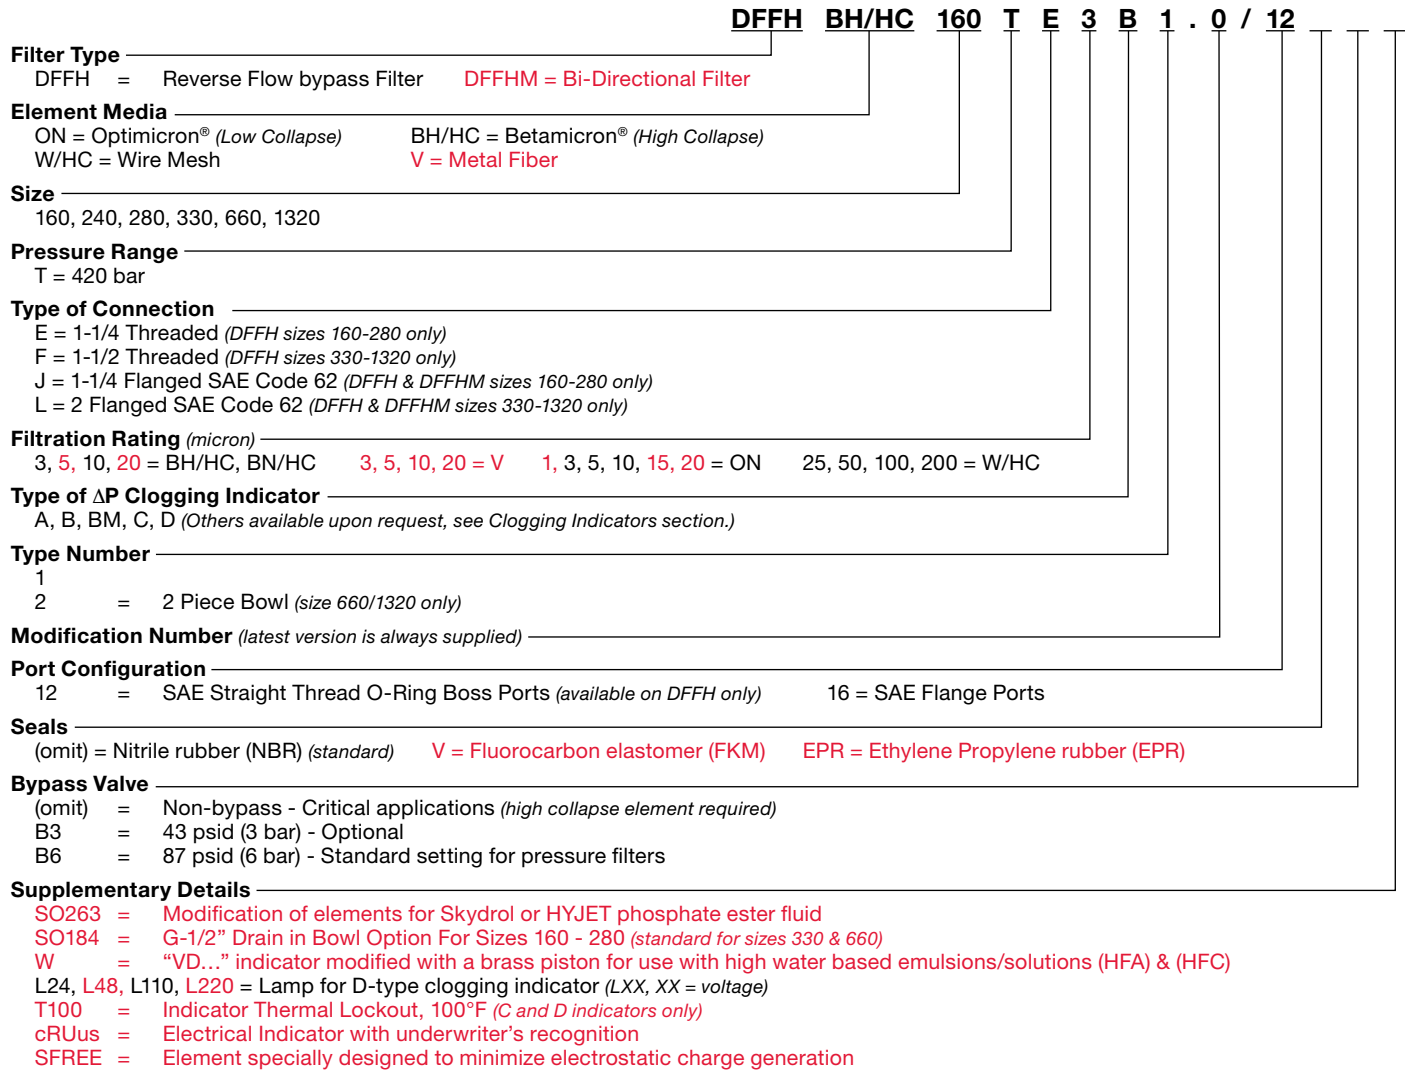 DFFH BH/HC 160 T E 3 B 1 . 0 / 12
Filter Type
DFFH = Reverse Flow bypass Filter DFFHM = Bi-Directional Filter
Element Media
ON = Optimicron® (Low Collapse) BH/HC = Betamicron® (High Collapse)
W/HC = Wire Mesh V = Metal Fiber
Size
160, 240, 280, 330, 660, 1320
Pressure Range
T = 420 bar
Type of Connection
E = 1-1/4 Threaded (DFFH sizes 160-280 only)
F = 1-1/2 Threaded (DFFH sizes 330-1320 only)
J = 1-1/4 Flanged SAE Code 62 (DFFH & DFFHM sizes 160-280 only)
L = 2 Flanged SAE Code 62 (DFFH & DFFHM sizes 330-1320 only)
Filtration Rating (micron)
3, 5, 10, 20 = BH/HC, BN/HC 3, 5, 10, 20 = V 1, 3, 5, 10, 15, 20 = ON 25, 50, 100, 200 = W/HC
Type of ΔP Clogging Indicator
A, B, BM, C, D (Others available upon request, see Clogging Indicators section.)
Type Number
1
2 = 2 Piece Bowl (size 660/1320 only)
Modification Number (latest version is always supplied)
Port Configuration
12 = SAE Straight Thread O-Ring Boss Ports (available on DFFH only) 16 = SAE Flange Ports
Seals
(omit) = Nitrile rubber (NBR) (standard) V = Fluorocarbon elastomer (FKM) EPR = Ethylene Propylene rubber (EPR)
Bypass Valve
(omit) = Non-bypass - Critical applications (high collapse element required)
B3 = 43 psid (3 bar) - Optional
B6 = 87 psid (6 bar) - Standard setting for pressure filters
Supplementary Details
SO263 = Modification of elements for Skydrol or HYJET phosphate ester fluid
SO184 = G-1/2” Drain in Bowl Option For Sizes 160 - 280 (standard for sizes 330 & 660)
W = “VD…” indicator modified with a brass piston for use with high water based emulsions/solutions (HFA) & (HFC)
L24, L48, L110, L220 = Lamp for D-type clogging indicator (LXX, XX = voltage)
T100 = Indicator Thermal Lockout, 100°F (C and D indicators only)
cRUus = Electrical Indicator with underwriter’s recognition
SFREE = Element specially designed to minimize electrostatic charge generation